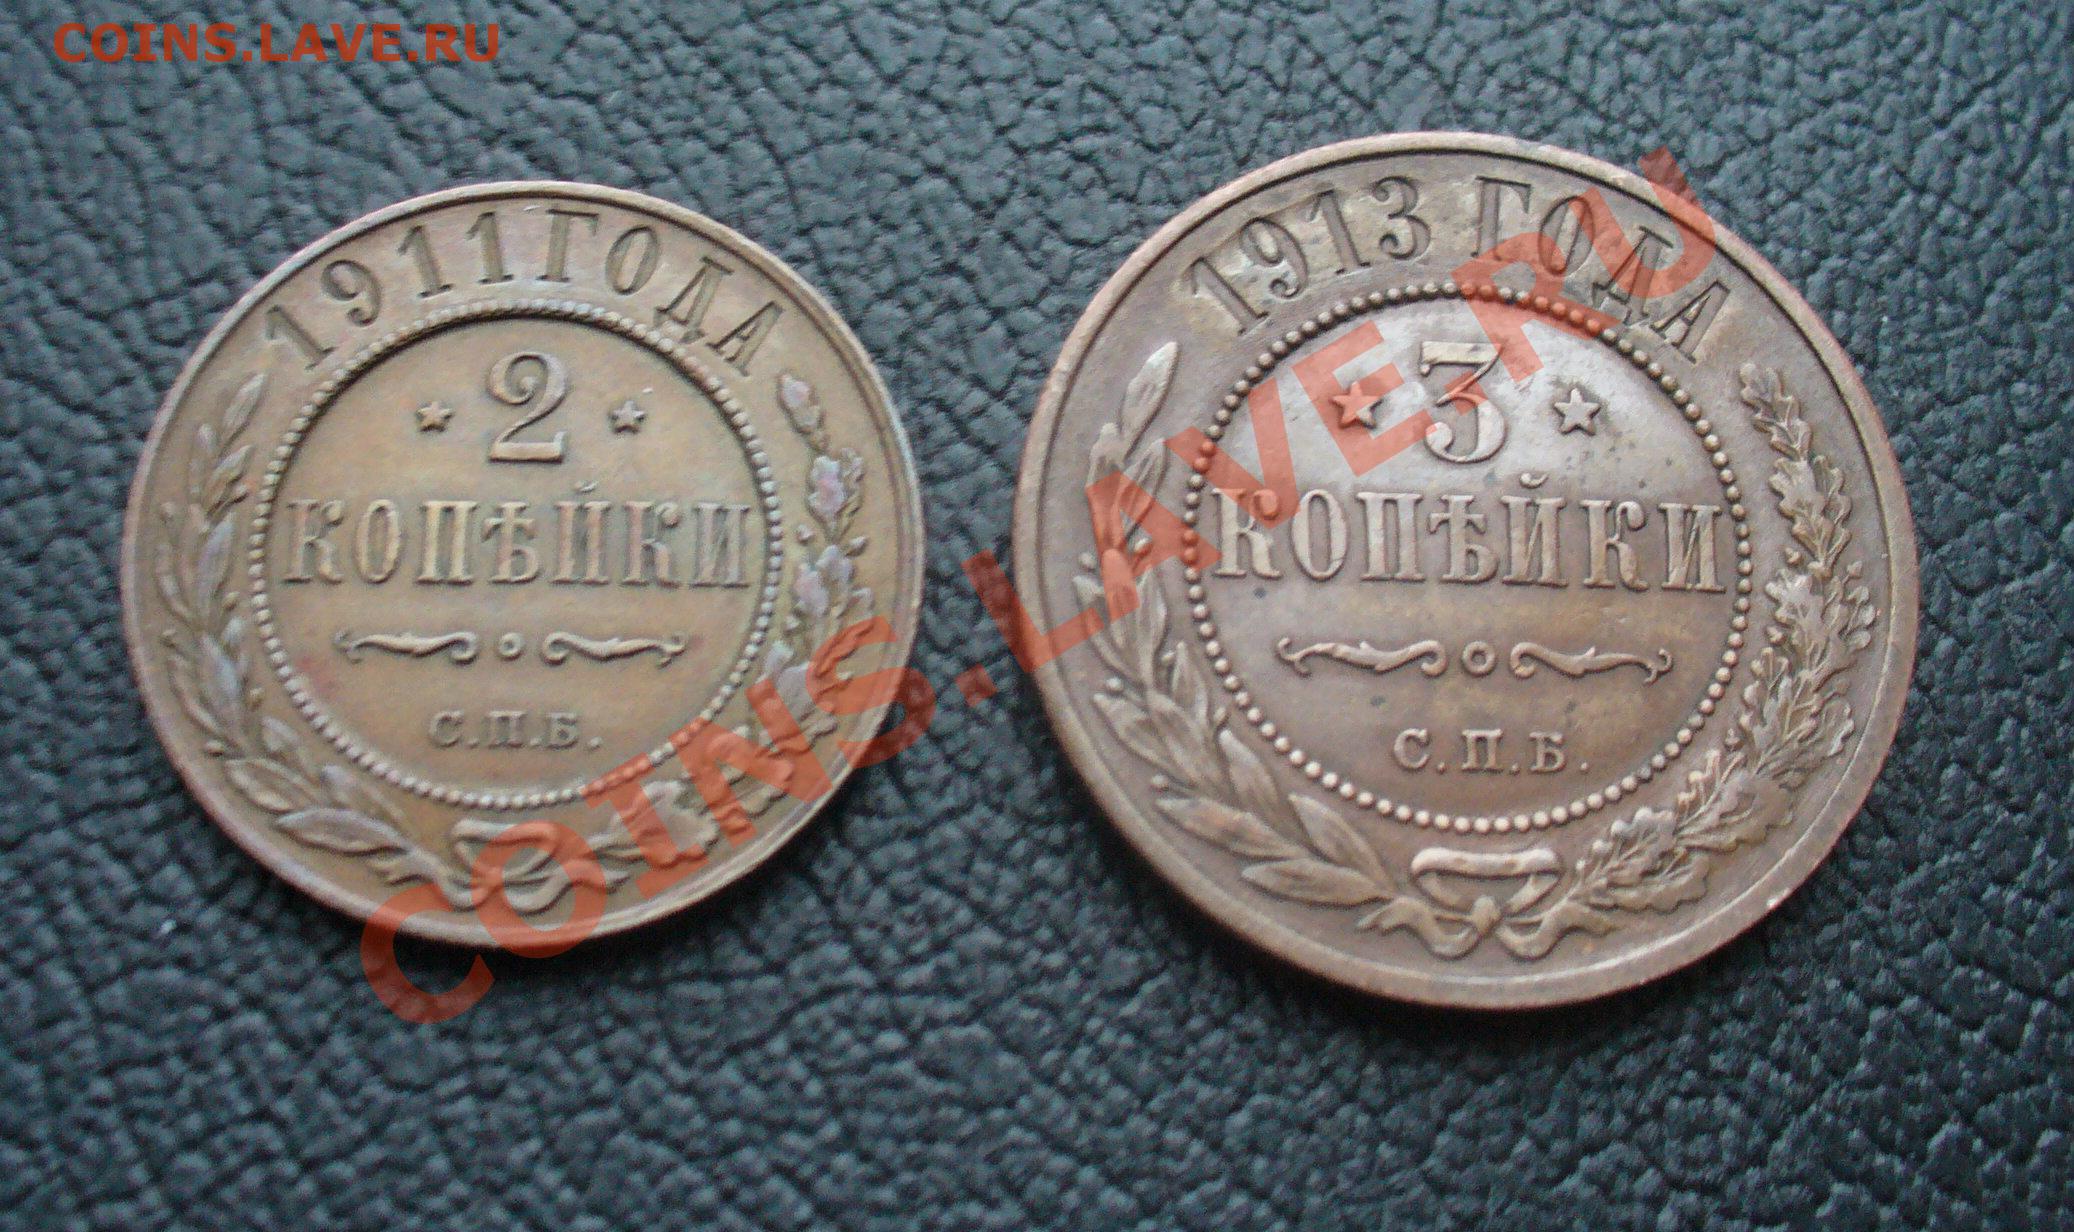 COINS.LAVE.RU
1911 ГОДА
2
КОПѢЙКИ
С.П.Б.
1913 ГОДА
3
КОПѢЙКИ
С.П.Б.
COINS.LAVE.RU